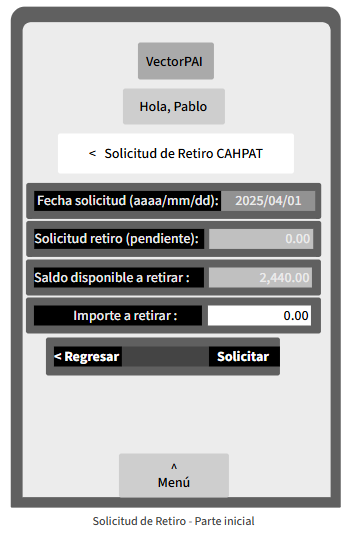 VectorPAI
Hola, Pablo
< Solicitud de Retiro CAHPAT
Fecha solicitud (aaaa/mm/dd): 2025/04/01
Solicitud retiro (pendiente): 0.00
Saldo disponible a retirar : 2,440.00
Importe a retirar : 0.00
< Regresar Solicitar
^
Menú
Solicitud de Retiro - Parte inicial